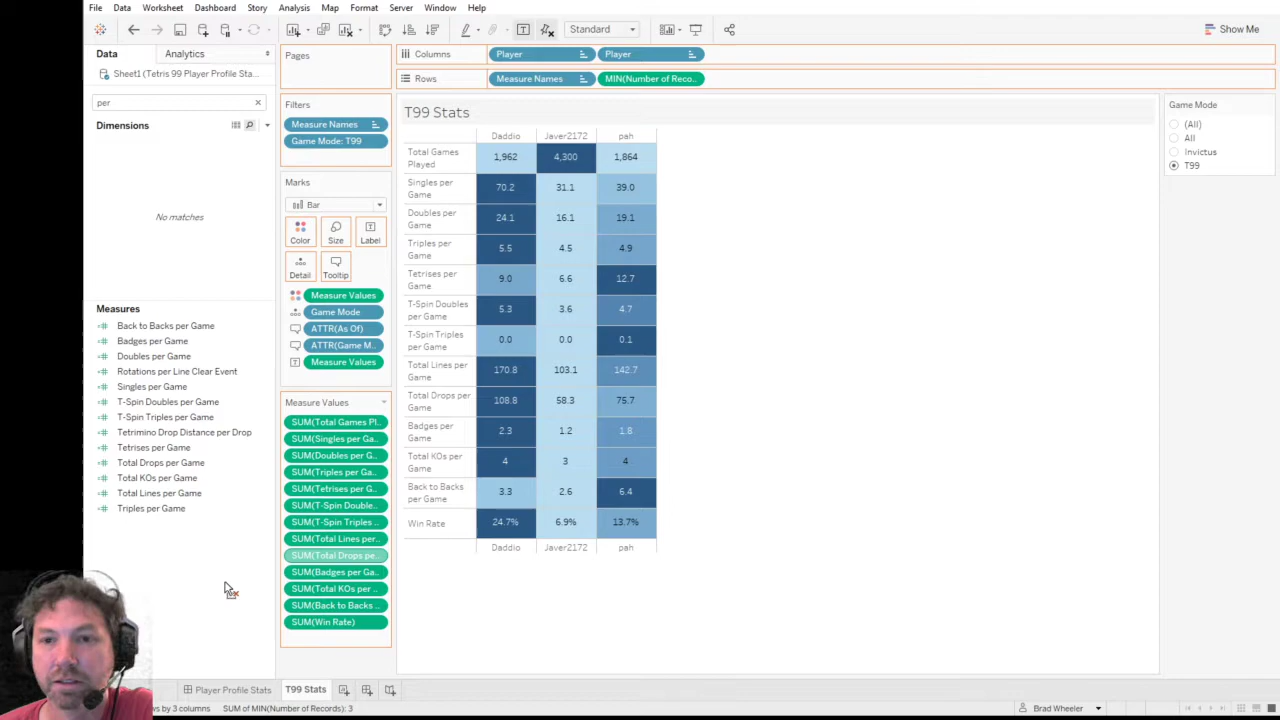 File Data Worksheet Dashboard Story Analysis Map Format Server Window Help
Standard
Show Me
Data Analytics
Sheet1 (Tetris 99 Player Profile Sta...
per
Dimensions
No matches
Measures
Back to Backs per Game
Badges per Game
Doubles per Game
Rotations per Line Clear Event
Singles per Game
T-Spin Doubles per Game
T-Spin Triples per Game
Tetrimino Drop Distance per Drop
Tetrises per Game
Total Drops per Game
Total KOs per Game
Total Lines per Game
Triples per Game
Pages
Filters
Measure Names
Game Mode: T99
Marks
Bar
Color Size Label
Detail Tooltip
Measure Values
Game Mode
ATTR(As Of)
ATTR(Game M..
Measure Values
Measure Values
SUM(Total Games Pl..
SUM(Singles per Ga..
SUM(Doubles per G..
SUM(Triples per Ga..
SUM(Tetrises per G..
SUM(T-Spin Double..
SUM(T-Spin Triples ..
SUM(Total Lines per..
SUM(Total Drops pe..
SUM(Badges per Ga..
SUM(Total KOs per ..
SUM(Back to Backs ..
SUM(Win Rate)
Columns Player Player
Rows Measure Names MIN(Number of Reco..
T99 Stats
Daddio Javer2172 pah
Total Games Played 1,962 4,300 1,864
Singles per Game 70.2 31.1 39.0
Doubles per Game 24.1 16.1 19.1
Triples per Game 5.5 4.5 4.9
Tetrises per Game 9.0 6.6 12.7
T-Spin Doubles per Game 5.3 3.6 4.7
T-Spin Triples per Game 0.0 0.0 0.1
Total Lines per Game 170.8 103.1 142.7
Total Drops per Game 108.8 58.3 75.7
Badges per Game 2.3 1.2 1.8
Total KOs per Game 4 3 4
Back to Backs per Game 3.3 2.6 6.4
Win Rate 24.7% 6.9% 13.7%
Daddio Javer2172 pah
Game Mode
(All)
All
Invictus
T99
Player Profile Stats T99 Stats
ows by 3 columns SUM of MIN(Number of Records): 3
Brad Wheeler